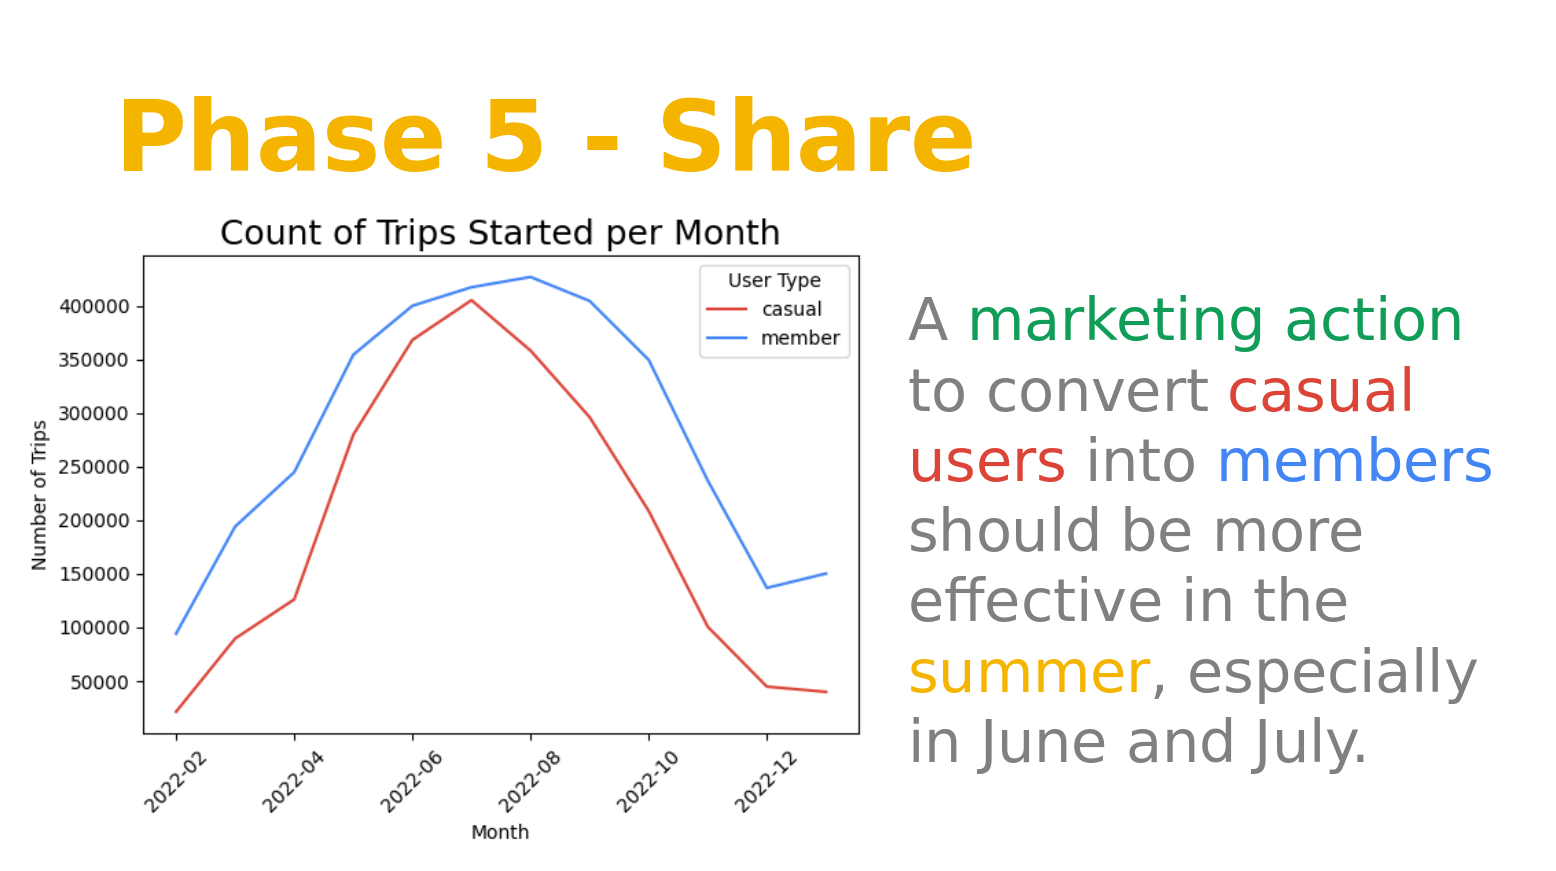 Phase 5 - Share
Count of Trips Started per Month
User Type
casual
member
400000
350000
300000
250000
200000
150000
100000
50000
Number of Trips
2022-02
2022-04
2022-06
2022-08
2022-10
2022-12
Month
A marketing action
to convert casual
users into members
should be more
effective in the
summer, especially
in June and July.